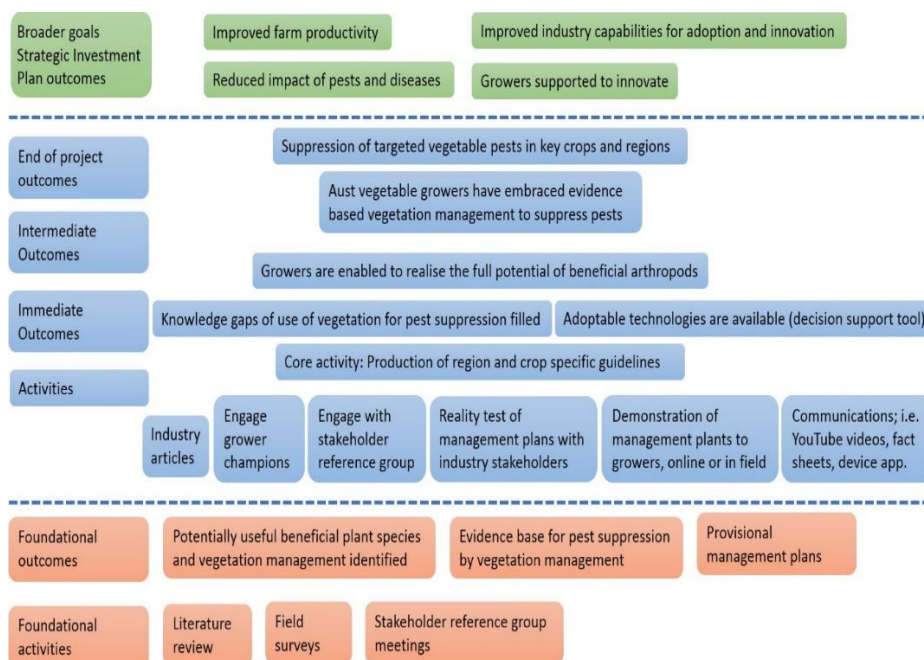 Broader goals
Strategic Investment
Plan outcomes
Improved farm productivity
Improved industry capabilities for adoption and innovation
Reduced impact of pests and diseases
Growers supported to innovate
End of project
outcomes
Suppression of targeted vegetable pests in key crops and regions
Aust vegetable growers have embraced evidence
based vegetation management to suppress pests
Intermediate
Outcomes
Growers are enabled to realise the full potential of beneficial arthropods
Immediate
Outcomes
Knowledge gaps of use of vegetation for pest suppression filled
Adoptable technologies are available (decision support tool)
Core activity: Production of region and crop specific guidelines
Activities
Industry
articles
Engage
grower
champions
Engage with
stakeholder
reference group
Reality test of
management plans with
industry stakeholders
Demonstration of
management plants to
growers, online or in field
Communications; i.e.
YouTube videos, fact
sheets, device app.
Foundational
outcomes
Potentially useful beneficial plant species
and vegetation management identified
Evidence base for pest suppression
by vegetation management
Provisional
management plans
Foundational
activities
Literature
review
Field
surveys
Stakeholder reference group
meetings